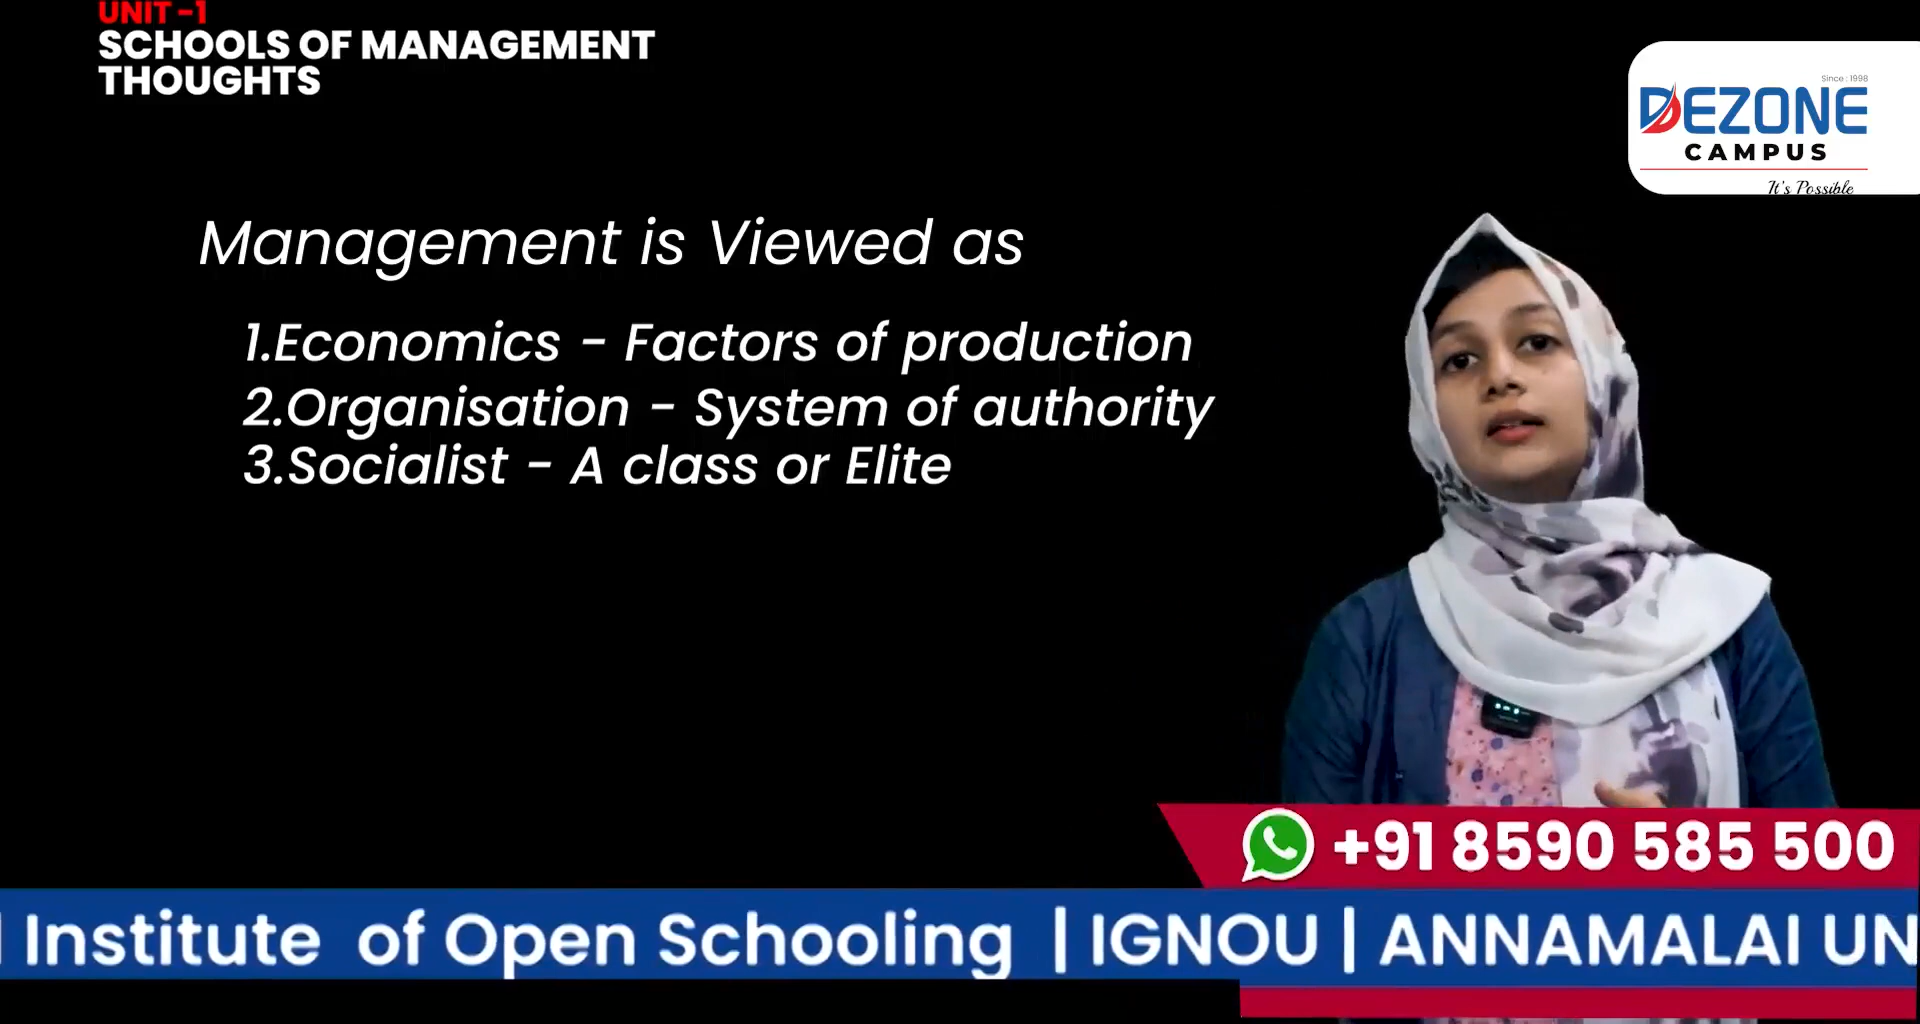 UNIT -1
SCHOOLS OF MANAGEMENT
THOUGHTS
Since : 1998
DEZONE
CAMPUS
It's Possible
Management is Viewed as
1.Economics - Factors of production
2.Organisation - System of authority
3.Socialist - A class or Elite
+91 8590 585 500
Institute of Open Schooling | IGNOU | ANNAMALAI UN